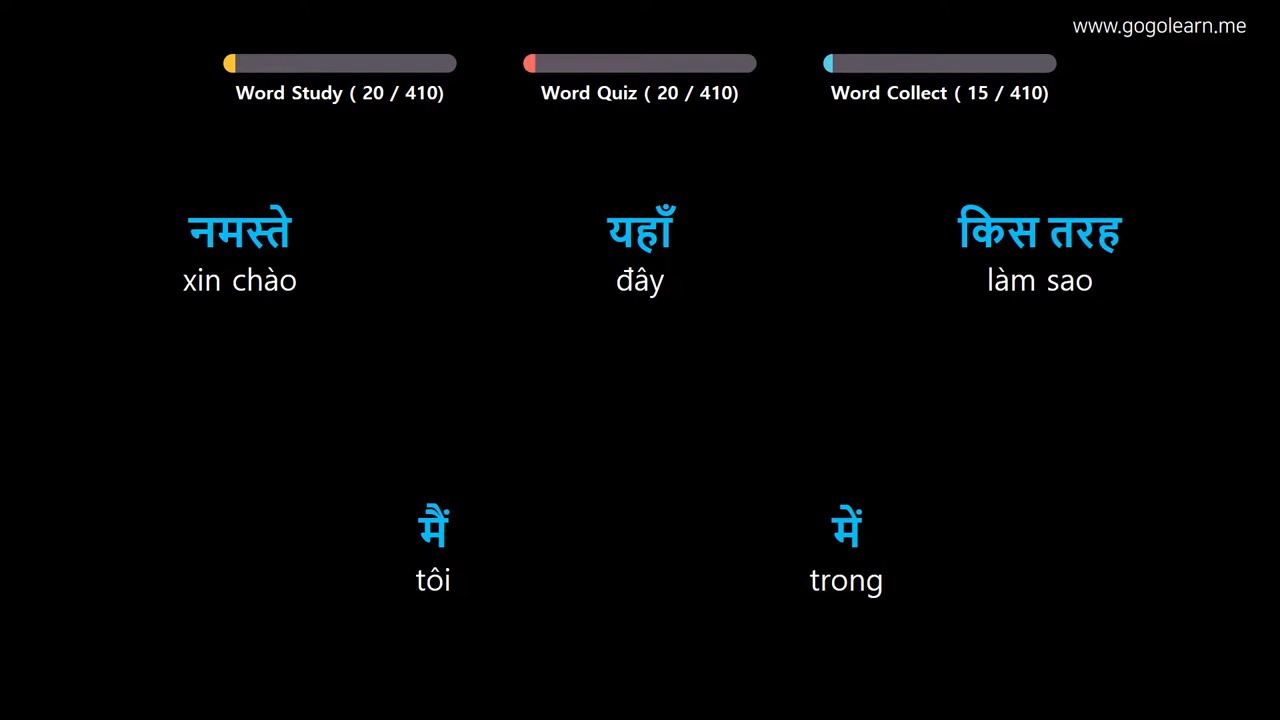 www.gogolearn.me
Word Study ( 20 / 410)
Word Quiz ( 20 / 410)
Word Collect ( 15 / 410)
नमस्ते
xin chào
यहाँ
đây
किस तरह
làm sao
मैं
tôi
में
trong